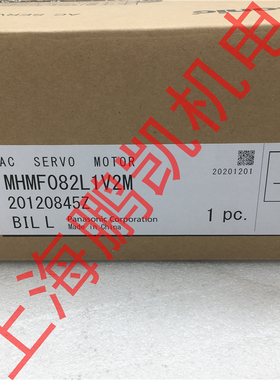 AC SERVO MOTOR
MHMF082L1V2M
20120845Z
BILL
Panasonic Corporation
Made in China
20201201
1 pc.
上海鹏凯机电